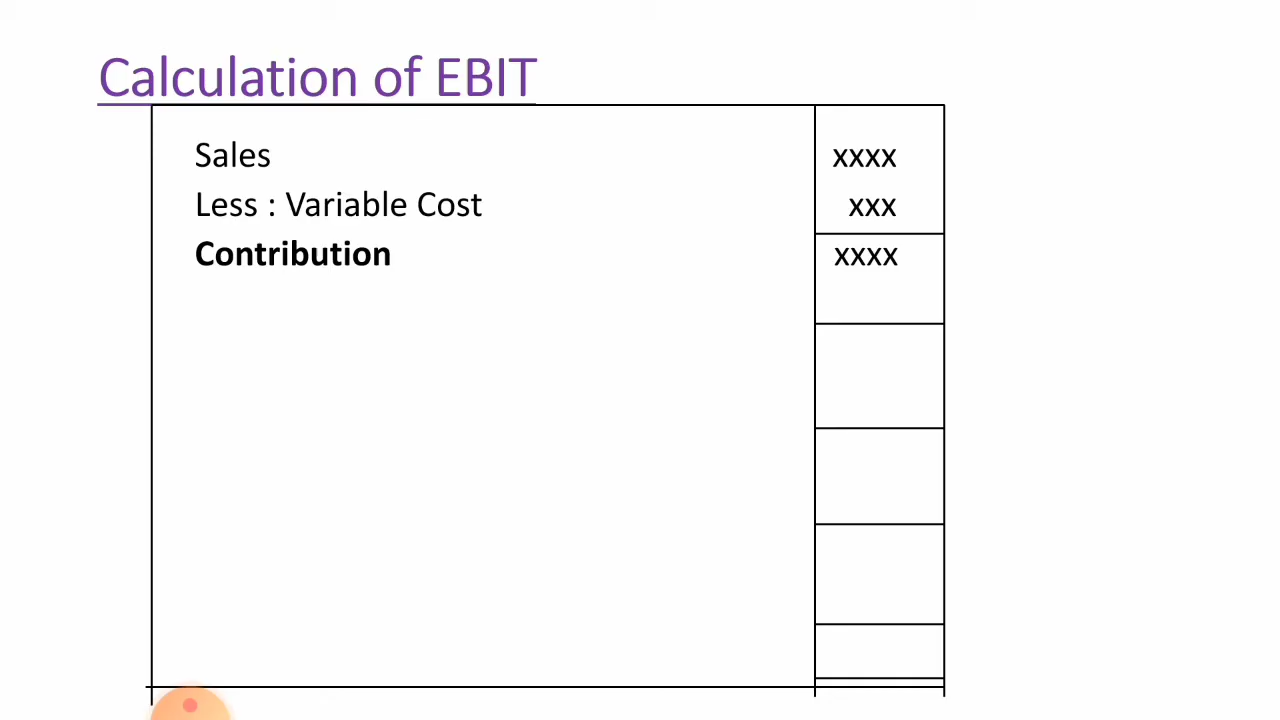 Calculation of EBIT
Sales xxxx
Less : Variable Cost xxx
Contribution xxxx